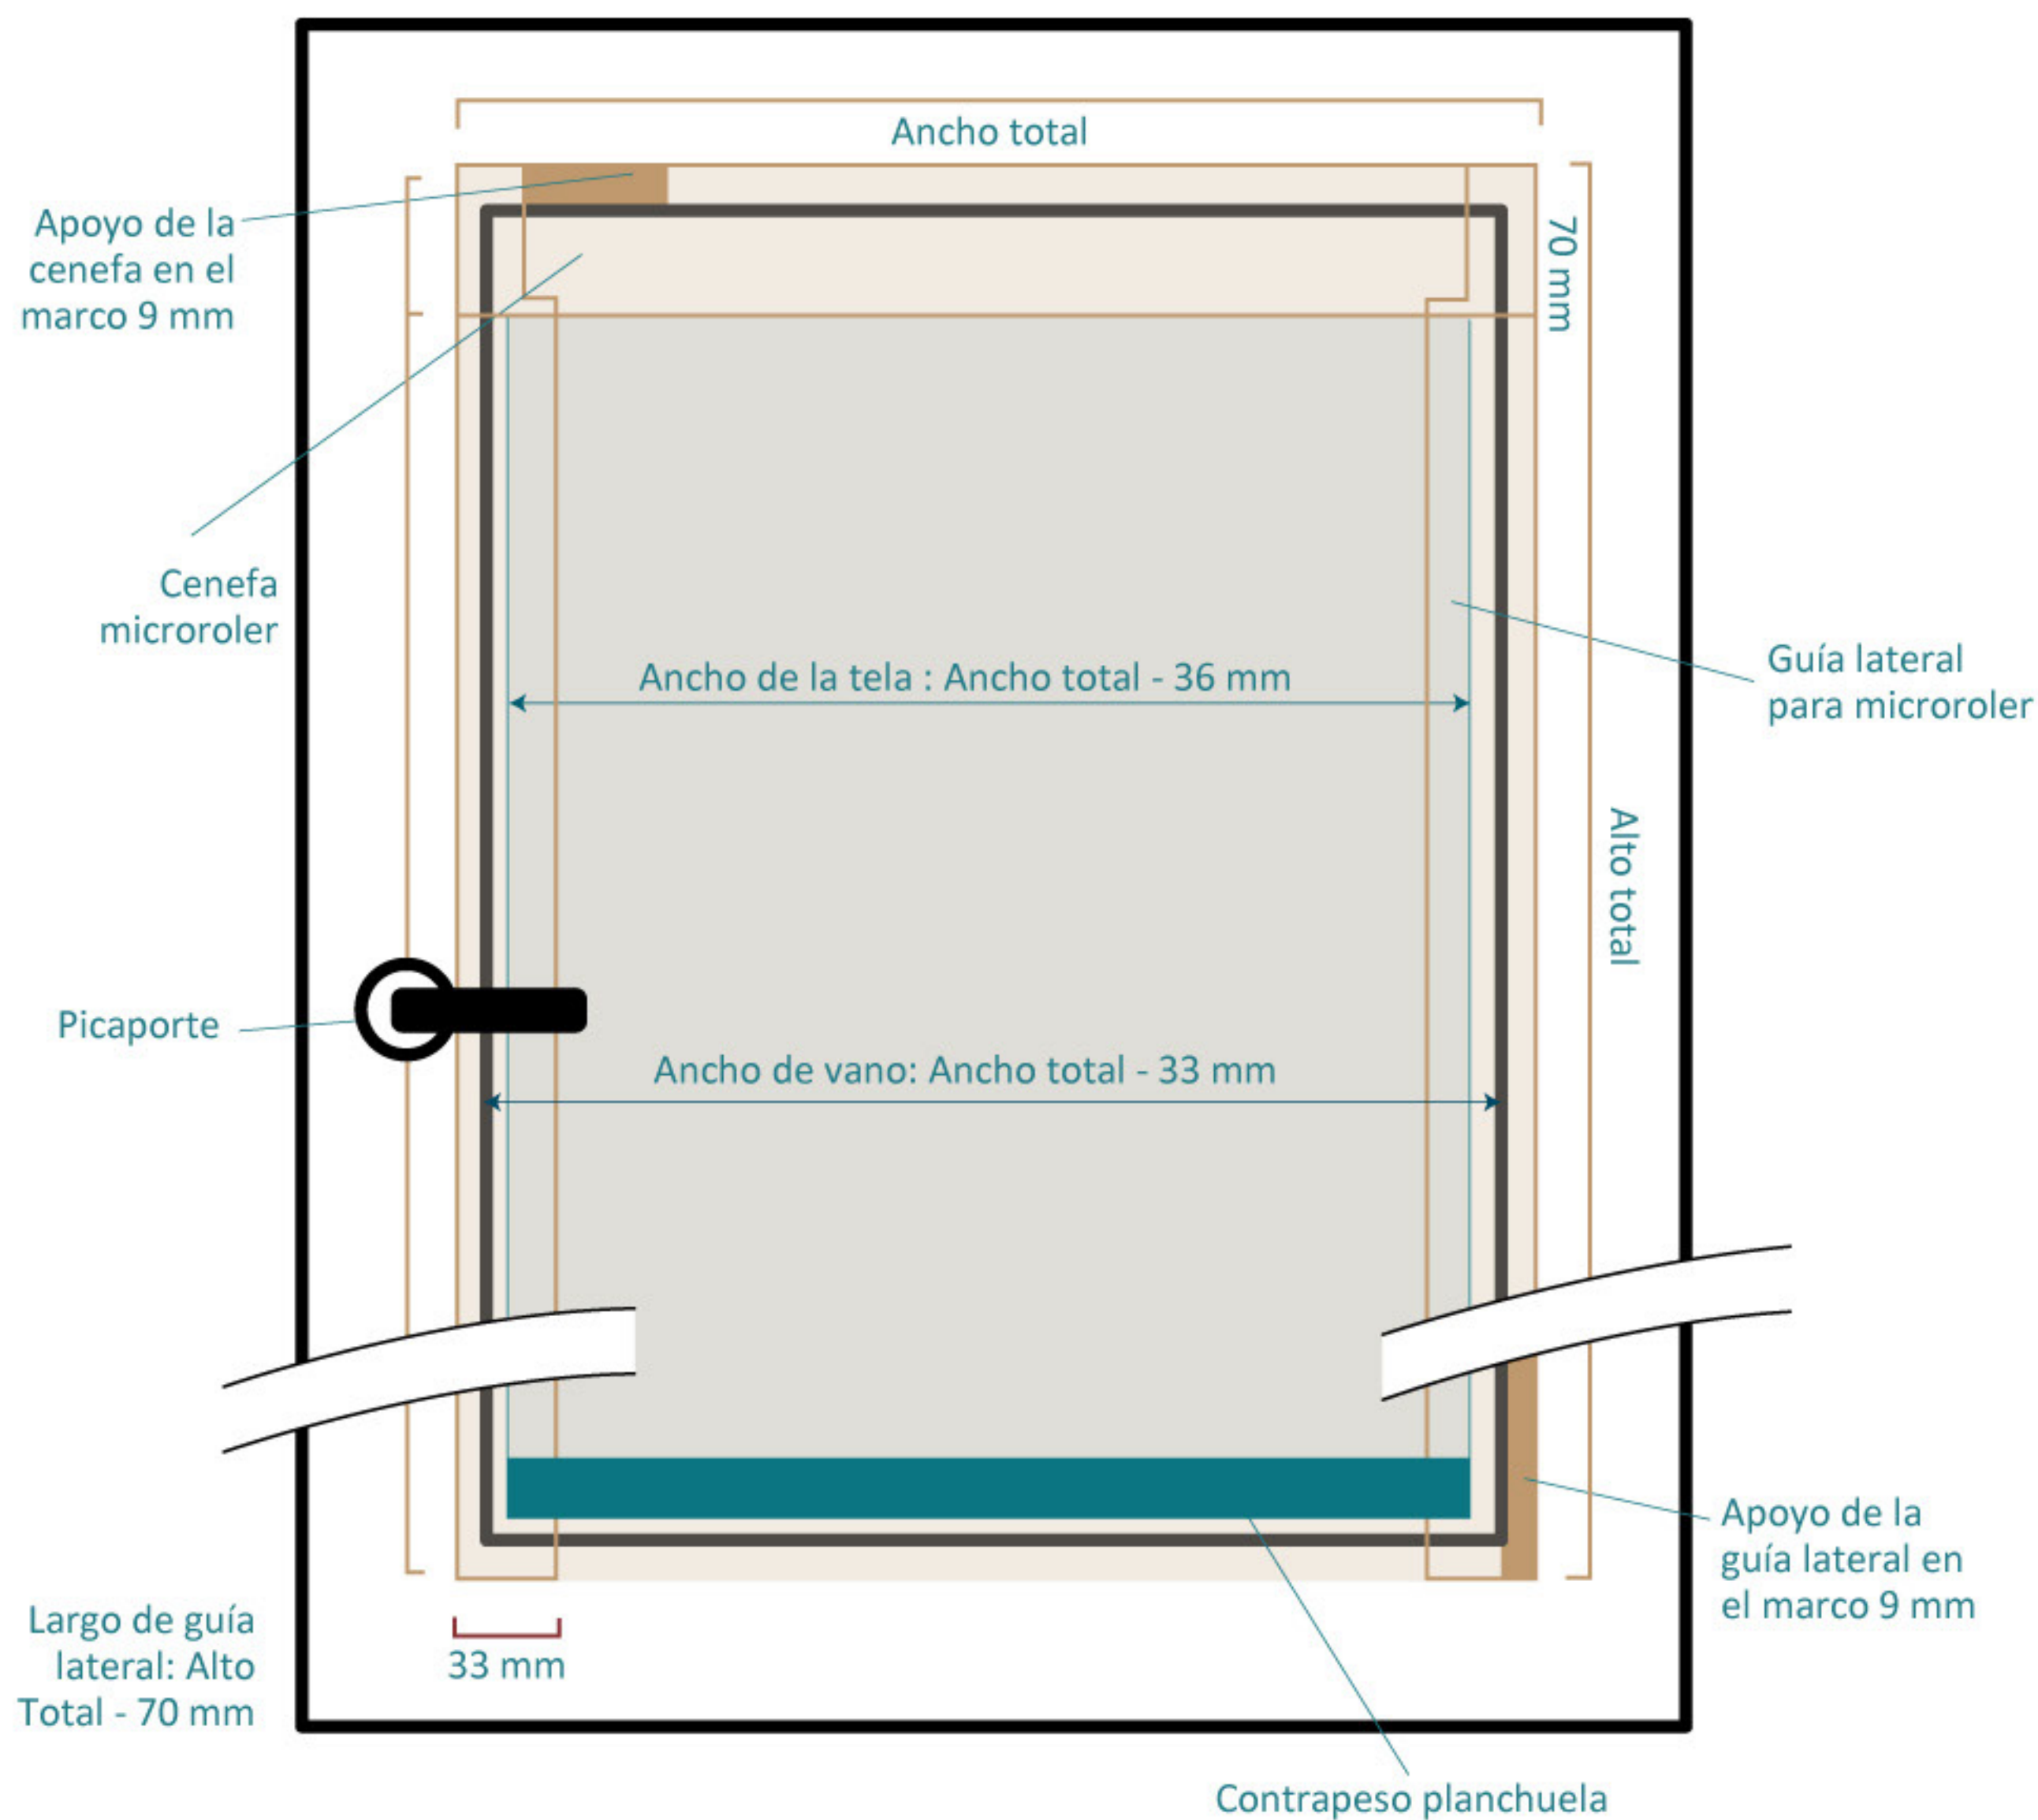 Ancho total
Apoyo de la
cenefa en el
marco 9 mm
70 mm
Cenefa
microroler
Ancho de la tela : Ancho total - 36 mm
Guía lateral
para microroler
Alto total
Picaporte
Ancho de vano: Ancho total - 33 mm
Apoyo de la
guía lateral en
el marco 9 mm
Largo de guía
lateral: Alto
Total - 70 mm
33 mm
Contrapeso planchuela